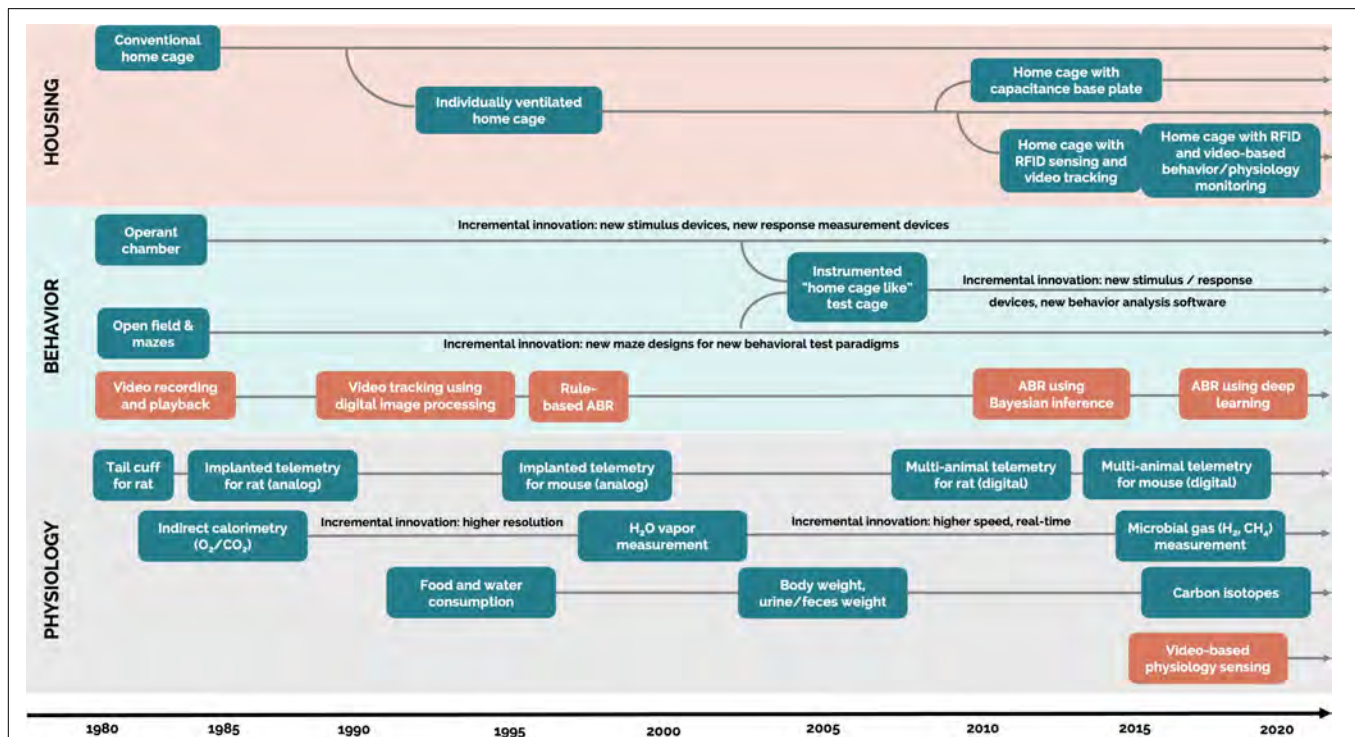 HOUSING
Conventional
home cage
Individually ventilated
home cage
Home cage with
capacitance base plate
Home cage with
RFID sensing and
video tracking
Home cage with RFID
and video-based
behavior/physiology
monitoring
BEHAVIOR
Operant
chamber
Incremental innovation: new stimulus devices, new response measurement devices
Instrumented
"home cage like"
test cage
Incremental innovation: new stimulus / response
devices, new behavior analysis software
Open field &
mazes
Incremental innovation: new maze designs for new behavioral test paradigms
Video recording
and playback
Video tracking using
digital image processing
Rule-
based ABR
ABR using
Bayesian inference
ABR using deep
learning
PHYSIOLOGY
Tail cuff
for rat
Implanted telemetry
for rat (analog)
Implanted telemetry
for mouse (analog)
Multi-animal telemetry
for rat (digital)
Multi-animal telemetry
for mouse (digital)
Indirect calorimetry
(O₂/CO₂)
Incremental innovation: higher resolution
H₂O vapor
measurement
Incremental innovation: higher speed, real-time
Microbial gas (H₂, CH₄)
measurement
Food and water
consumption
Body weight,
urine/feces weight
Carbon isotopes
Video-based
physiology sensing
1980 1985 1990 1995 2000 2005 2010 2015 2020